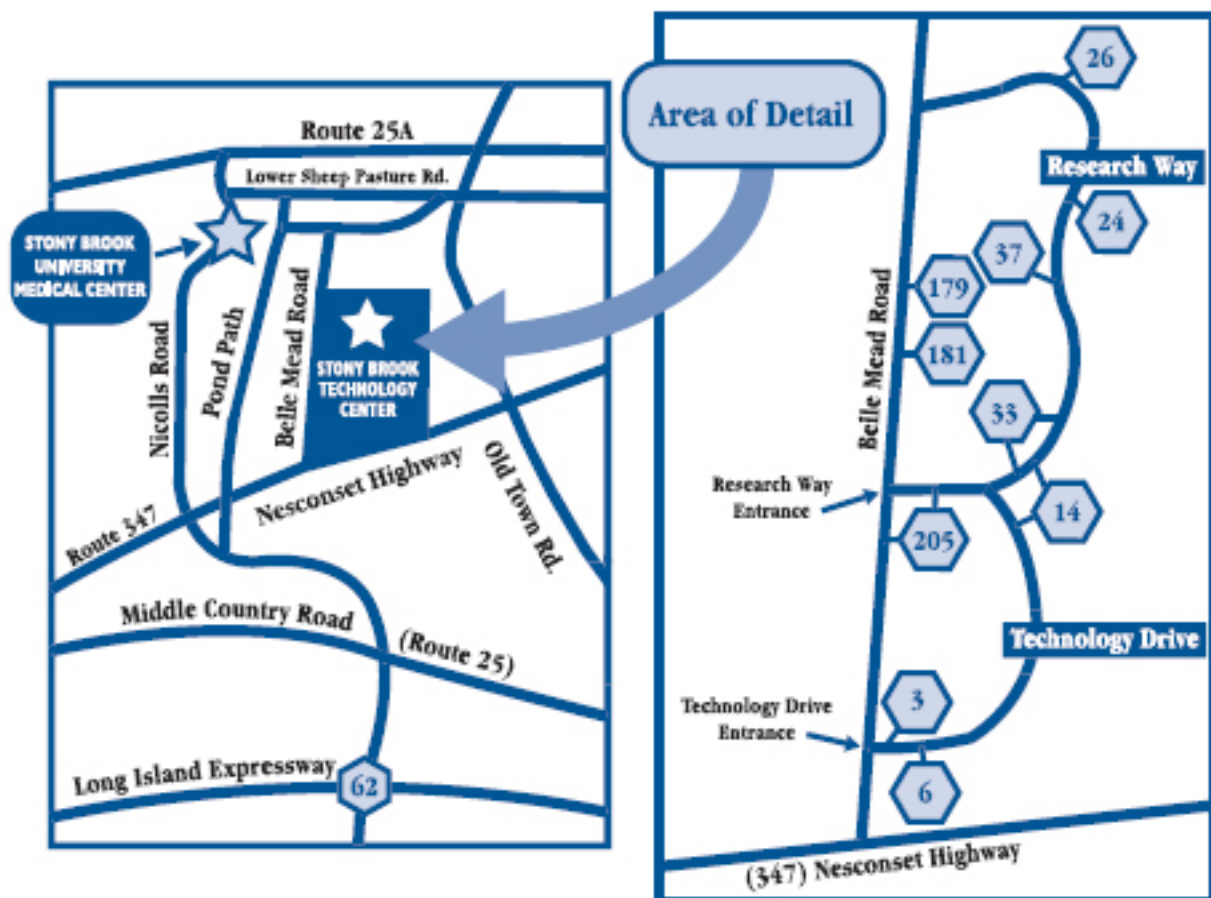 Route 25A
Lower Sheep Pasture Rd.
STONY BROOK
UNIVERSITY
MEDICAL CENTER
Nicolls Road
Pond Path
Belle Mead Road
STONY BROOK
TECHNOLOGY
CENTER
Old Town Rd.
Nesconset Highway
Route 347
Middle Country Road
(Route 25)
Long Island Expressway
62
Area of Detail
26
Research Way
24
37
179
181
Belle Mead Road
33
Research Way
Entrance
14
205
Technology Drive
3
Technology Drive
Entrance
6
(347) Nesconset Highway